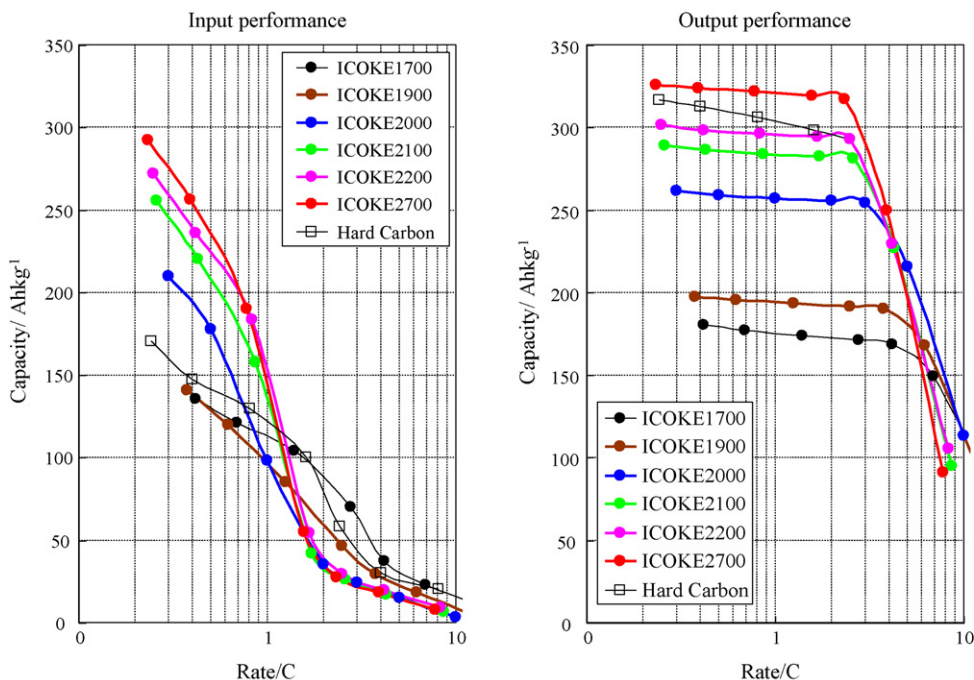 Input performance
350
300
250
200
150
100
50
0
Capacity/ Ahkg-1
ICOKE1700
ICOKE1900
ICOKE2000
ICOKE2100
ICOKE2200
ICOKE2700
Hard Carbon
0
1
10
Rate/C
Output performance
350
300
250
200
150
100
50
0
Capacity/ Ahkg-1
ICOKE1700
ICOKE1900
ICOKE2000
ICOKE2100
ICOKE2200
ICOKE2700
Hard Carbon
0
1
10
Rate/C